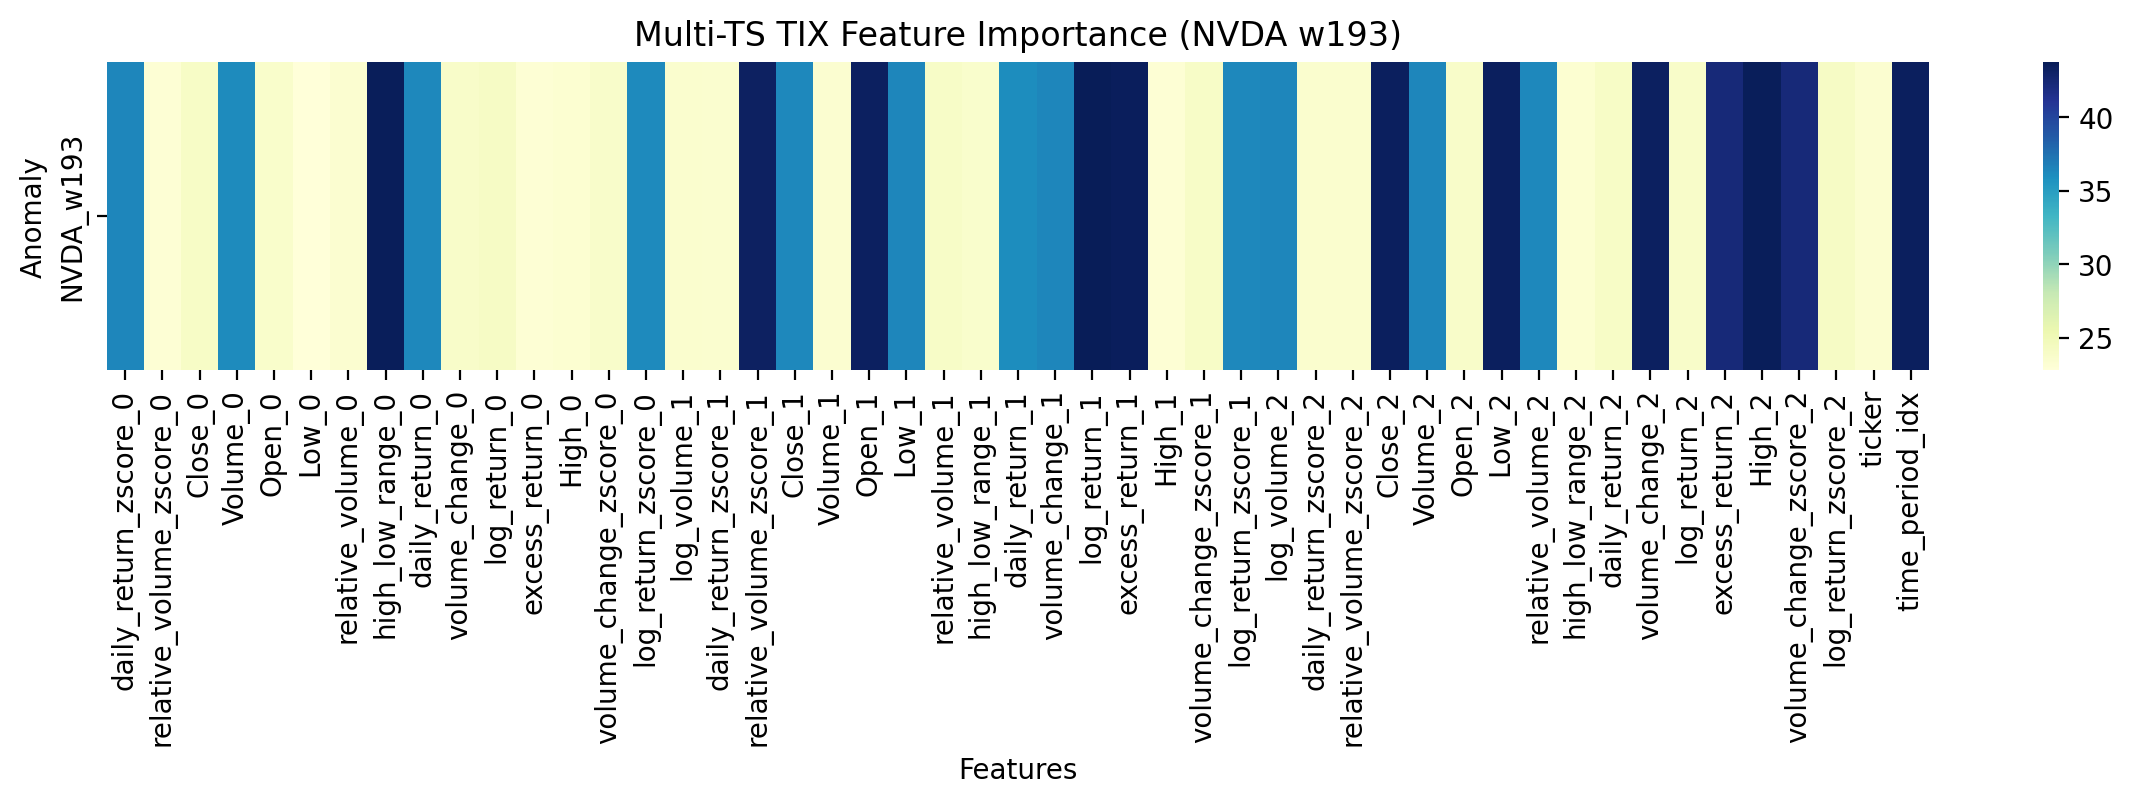 Multi-TS TIX Feature Importance (NVDA w193)
Anomaly
NVDA_w193
40
35
30
25
daily_return_zscore_0
relative_volume_zscore_0
Close_0
Volume_0
Open_0
Low_0
relative_volume_0
high_low_range_0
daily_return_0
volume_change_0
log_return_0
excess_return_0
High_0
volume_change_zscore_0
log_return_zscore_0
log_volume_1
daily_return_zscore_1
relative_volume_zscore_1
Close_1
Volume_1
Open_1
Low_1
relative_volume_1
high_low_range_1
daily_return_1
volume_change_1
log_return_1
excess_return_1
High_1
volume_change_zscore_1
log_return_zscore_1
log_volume_2
daily_return_zscore_2
relative_volume_zscore_2
Close_2
Volume_2
Open_2
Low_2
relative_volume_2
high_low_range_2
daily_return_2
volume_change_2
log_return_2
excess_return_2
High_2
volume_change_zscore_2
log_return_zscore_2
ticker
time_period_idx
Features